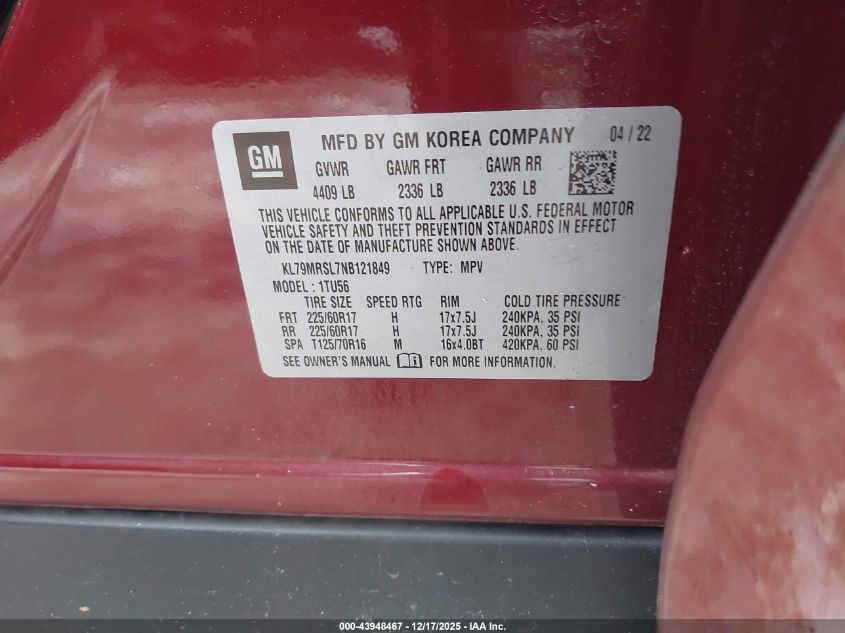 GM
MFD BY GM KOREA COMPANY 04 / 22
GVWR GAWR FRT GAWR RR
4409 LB 2336 LB 2336 LB
THIS VEHICLE CONFORMS TO ALL APPLICABLE U.S. FEDERAL MOTOR
VEHICLE SAFETY AND THEFT PREVENTION STANDARDS IN EFFECT
ON THE DATE OF MANUFACTURE SHOWN ABOVE.
KL79MRSL7NB121849 TYPE: MPV
MODEL: 1TU56
TIRE SIZE SPEED RTG RIM COLD TIRE PRESSURE
FRT 225/60R17 H 17x7.5J 240KPA, 35 PSI
RR 225/60R17 H 17x7.5J 240KPA, 35 PSI
SPA T125/70R16 M 16x4.0BT 420KPA, 60 PSI
SEE OWNER'S MANUAL FOR MORE INFORMATION.
000-43948467 - 12/17/2025 - IAA Inc.